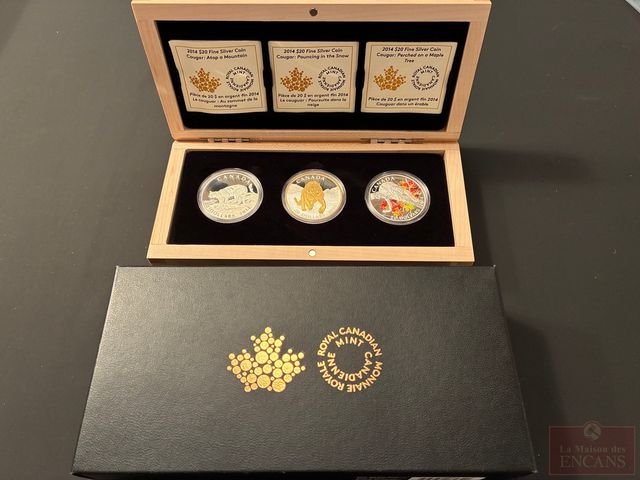 2014 $20 Fine Silver Coin
Cougar: Atop a Mountain
ROYAL CANADIAN MINT
MONNAIE ROYALE CANADIENNE
Pièce de 20 $ en argent fin 2014
Le couguar : Au sommet de la
montagne
2014 $20 Fine Silver Coin
Cougar: Pouncing in the Snow
ROYAL CANADIAN MINT
MONNAIE ROYALE CANADIENNE
Pièce de 20 $ en argent fin 2014
Le couguar : Poursuite dans la
neige
2014 $20 Fine Silver Coin
Cougar: Perched on a Maple
Tree
ROYAL CANADIAN MINT
MONNAIE ROYALE CANADIENNE
Pièce de 20 $ en argent fin 2014
Couguar dans un érable
CANADA
CANADA
CANADA
ROYAL CANADIAN MINT
MONNAIE ROYALE CANADIENNE
La Maison des
ENCANS